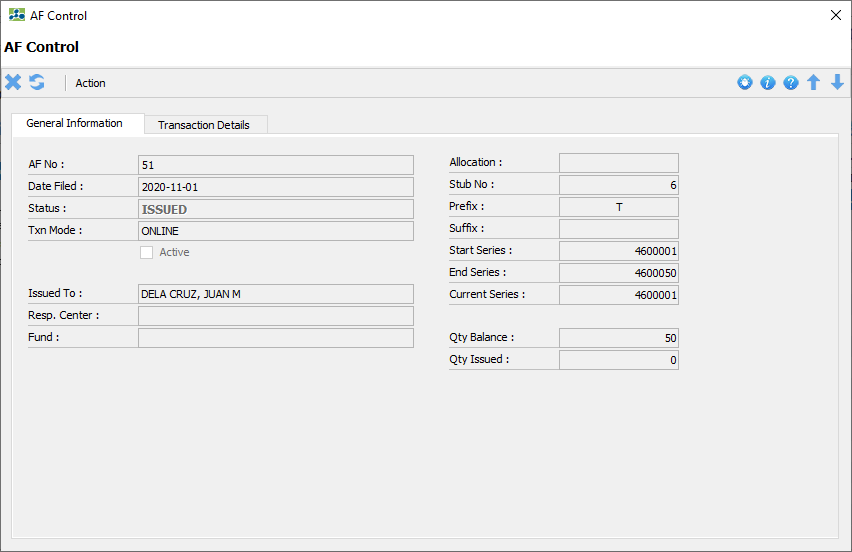 AF Control
AF Control
Action
General Information
Transaction Details
AF No : 51
Date Filed : 2020-11-01
Status : ISSUED
Txn Mode : ONLINE
Active
Issued To : DELA CRUZ, JUAN M
Resp. Center :
Fund :
Allocation :
Stub No : 6
Prefix : T
Suffix :
Start Series : 4600001
End Series : 4600050
Current Series : 4600001
Qty Balance : 50
Qty Issued : 0